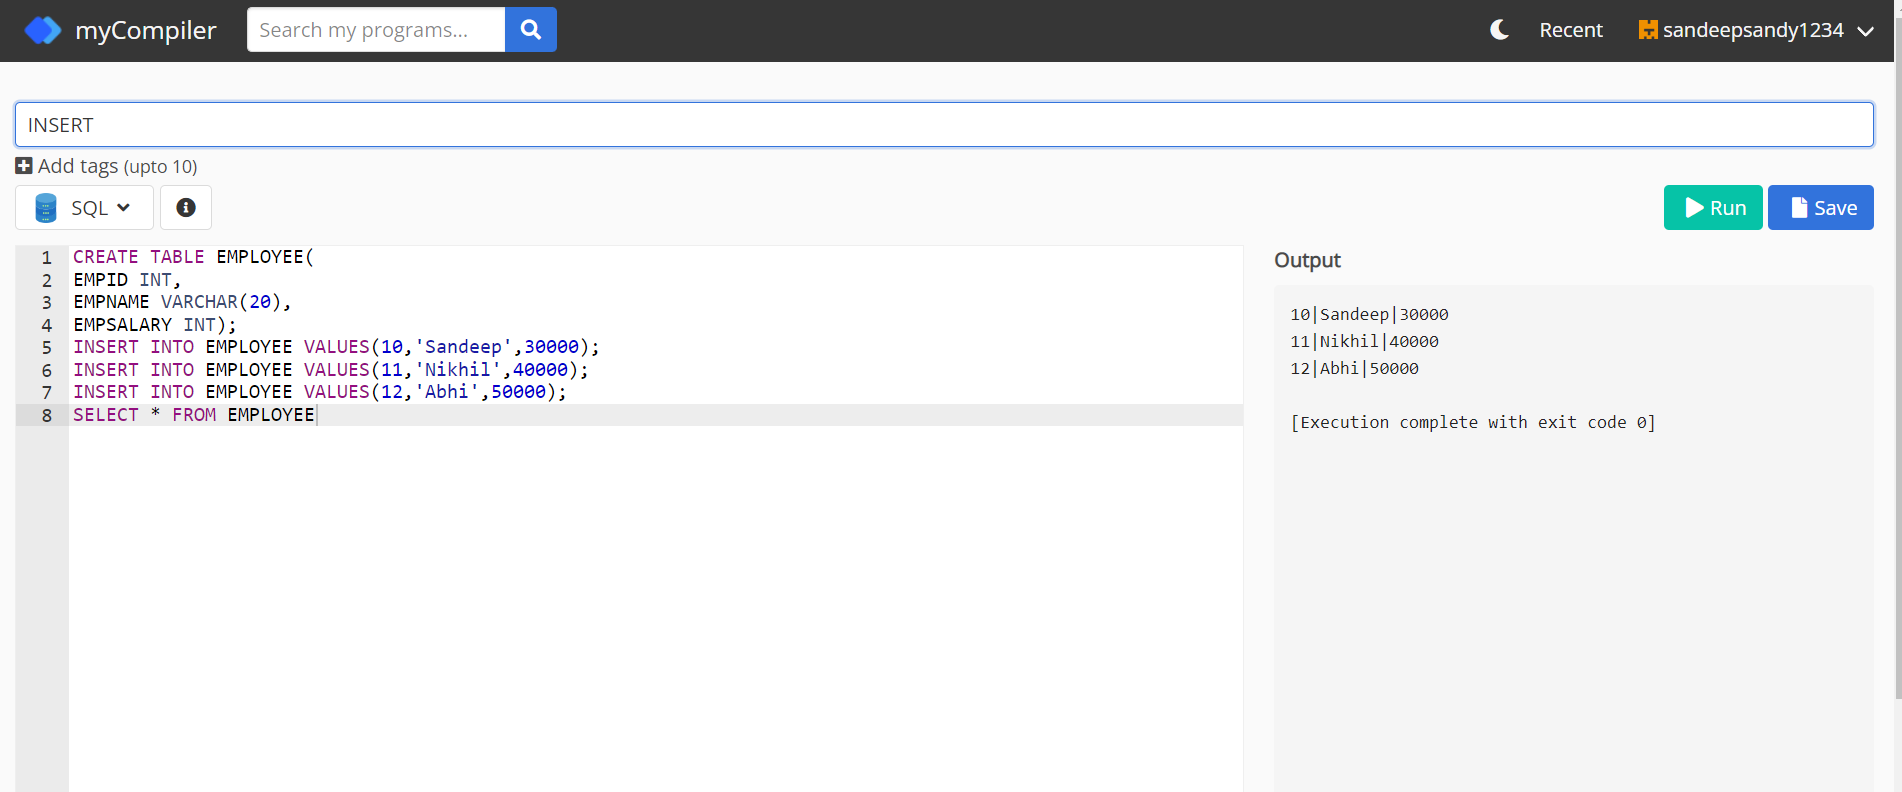 myCompiler
Search my programs...
Recent
sandeepsandy1234
INSERT
Add tags (upto 10)
SQL
Run
Save
1 CREATE TABLE EMPLOYEE(
2 EMPID INT,
3 EMPNAME VARCHAR(20),
4 EMPSALARY INT);
5 INSERT INTO EMPLOYEE VALUES(10,'Sandeep',30000);
6 INSERT INTO EMPLOYEE VALUES(11,'Nikhil',40000);
7 INSERT INTO EMPLOYEE VALUES(12,'Abhi',50000);
8 SELECT * FROM EMPLOYEE
Output
10|Sandeep|30000
11|Nikhil|40000
12|Abhi|50000
[Execution complete with exit code 0]